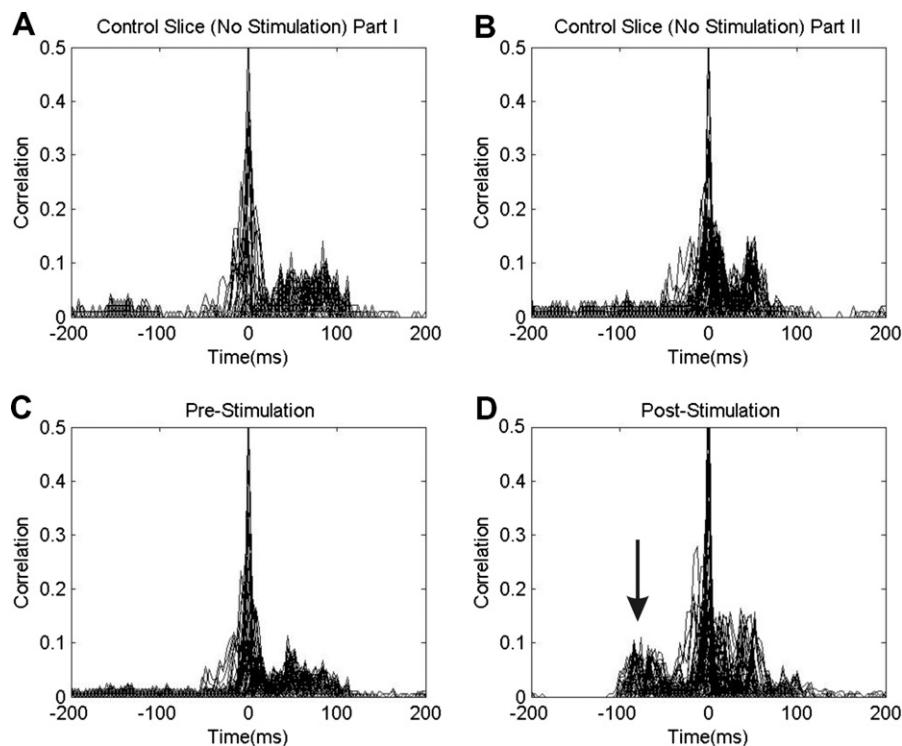 A
Control Slice (No Stimulation) Part I
0.5
0.4
0.3
0.2
0.1
0
Correlation
-200
-100
0
100
200
Time(ms)
B
Control Slice (No Stimulation) Part II
0.5
0.4
0.3
0.2
0.1
0
Correlation
-200
-100
0
100
200
Time(ms)
C
Pre-Stimulation
0.5
0.4
0.3
0.2
0.1
0
Correlation
-200
-100
0
100
200
Time(ms)
D
Post-Stimulation
0.5
0.4
0.3
0.2
0.1
0
Correlation
-200
-100
0
100
200
Time(ms)